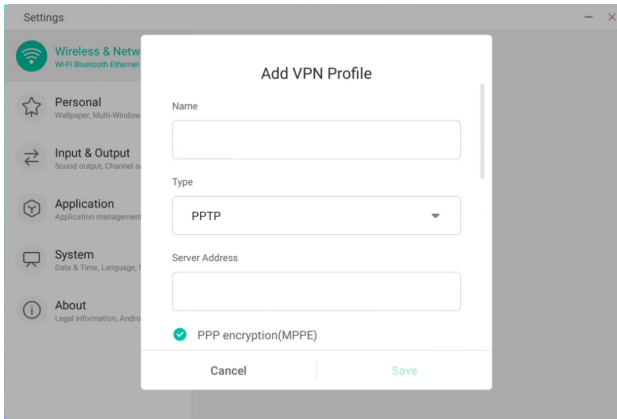 Settings
Wireless & Netw
Wi-Fi Bluetooth Ethernet
Personal
Wallpaper, Multi-Window
Input & Output
Sound output, Channel se
Application
Application management
System
Date & Time, Language, S
About
Legal information, Andro
Add VPN Profile
Name
Type
PPTP
Server Address
PPP encryption(MPPE)
Cancel
Save